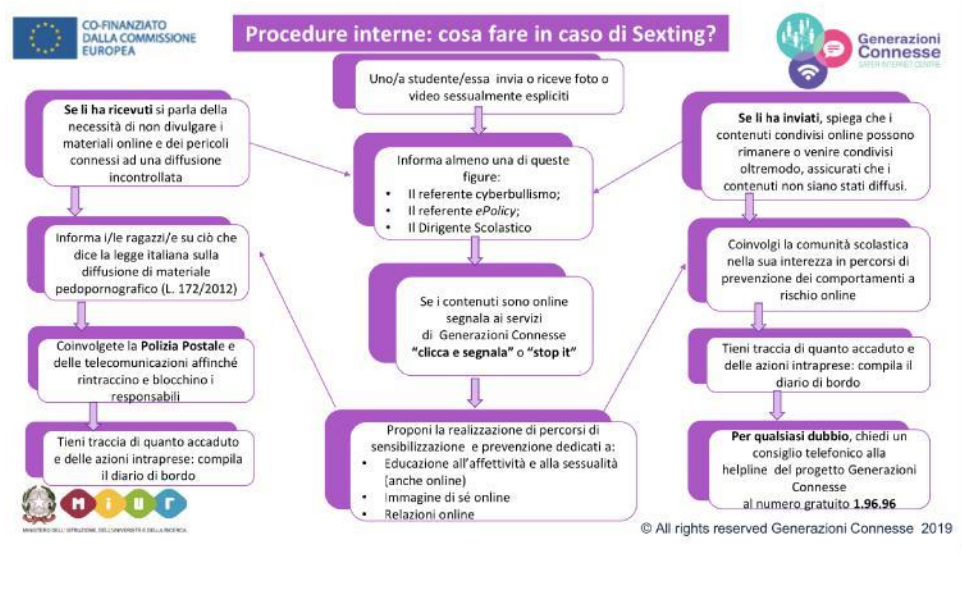 CO-FINANZIATO
DALLA COMMISSIONE
EUROPEA
Procedure interne: cosa fare in caso di Sexting?
Generazioni
Connesse
SAFER INTERNET CENTRE
Uno/a studente/essa invia o riceve foto o
video sessualmente espliciti
Se li ha ricevuti si parla della
necessità di non divulgare i
materiali online e dei pericoli
connessi ad una diffusione
incontrollata
Informa i/le ragazzi/e su ciò che
dice la legge italiana sulla
diffusione di materiale
pedopornografico (L. 172/2012)
Coinvolgete la Polizia Postale e
delle telecomunicazioni affinché
rintraccino e blocchino i
responsabili
Tieni traccia di quanto accaduto
e delle azioni intraprese: compila
il diario di bordo
Informa almeno una di queste
figure:
• Il referente cyberbullismo;
• Il referente ePolicy;
• Il Dirigente Scolastico
Se i contenuti sono online
segnala ai servizi
di Generazioni Connesse
“clicca e segnala” o “stop it”
Proponi la realizzazione di percorsi di
sensibilizzazione e prevenzione dedicati a:
• Educazione all'affettività e alla sessualità
(anche online)
• Immagine di sé online
• Relazioni online
Se li ha inviati, spiega che i
contenuti condivisi online possono
rimanere o venire condivisi
oltremodo, assicurati che i
contenuti non siano stati diffusi.
Coinvolgi la comunità scolastica
nella sua interezza in percorsi di
prevenzione dei comportamenti a
rischio online
Tieni traccia di quanto accaduto e
delle azioni intraprese: compila il
diario di bordo
Per qualsiasi dubbio, chiedi un
consiglio telefonico alla
helpline del progetto Generazioni
Connesse
al numero gratuito 1.96.96
MIUR
MINISTERO DELL'ISTRUZIONE, DELL'UNIVERSITÀ E DELLA RICERCA
© All rights reserved Generazioni Connesse 2019